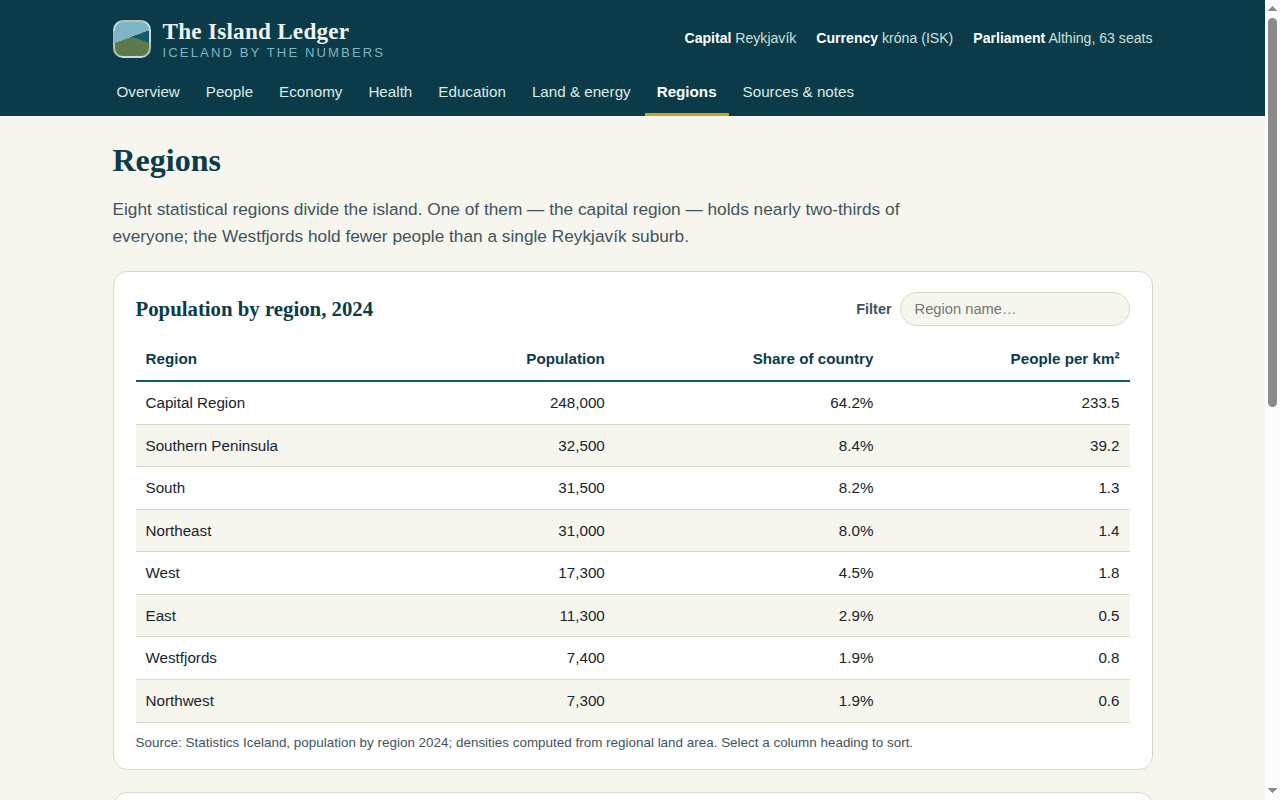 The Island Ledger
ICELAND BY THE NUMBERS
Capital Reykjavík Currency króna (ISK) Parliament Althing, 63 seats
Overview People Economy Health Education Land & energy Regions Sources & notes
Regions
Eight statistical regions divide the island. One of them — the capital region — holds nearly two-thirds of
everyone; the Westfjords hold fewer people than a single Reykjavík suburb.
Population by region, 2024
Filter Region name…
Region Population Share of country People per km²
Capital Region 248,000 64.2% 233.5
Southern Peninsula 32,500 8.4% 39.2
South 31,500 8.2% 1.3
Northeast 31,000 8.0% 1.4
West 17,300 4.5% 1.8
East 11,300 2.9% 0.5
Westfjords 7,400 1.9% 0.8
Northwest 7,300 1.9% 0.6
Source: Statistics Iceland, population by region 2024; densities computed from regional land area. Select a column heading to sort.